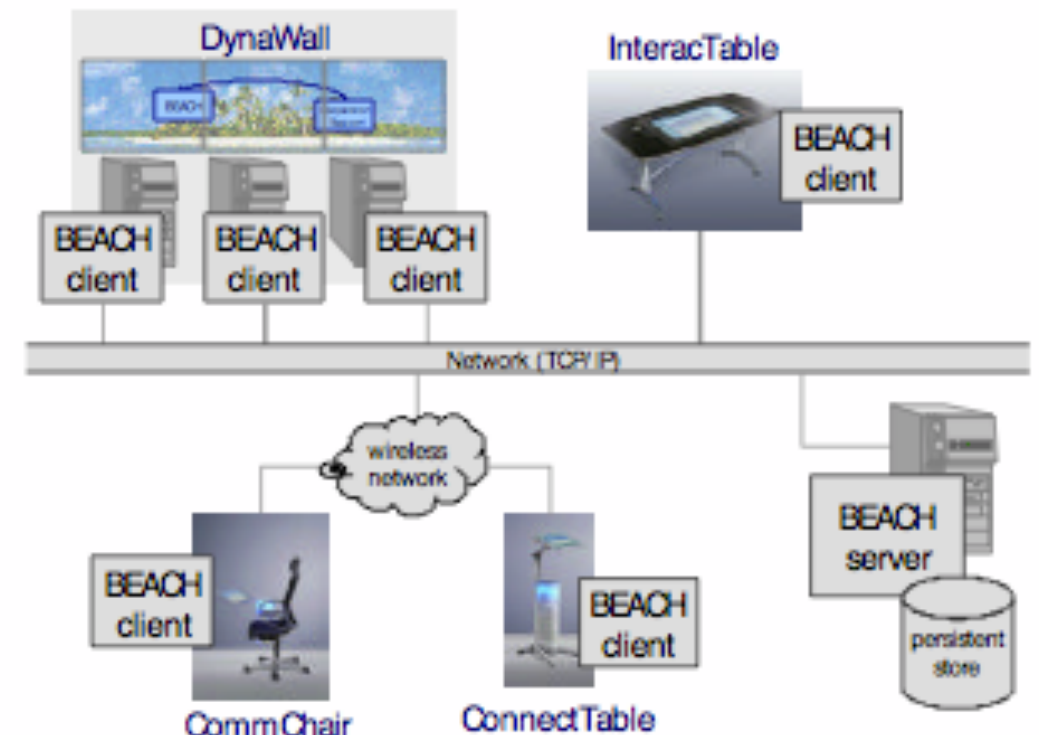 DynaWall
InteracTable
BEACH
BEACH
client
BEACH
client
BEACH
client
BEACH
client
Network (TCP/IP)
wireless
network
BEACH
client
BEACH
client
BEACH
server
persistent
store
CommChair
ConnectTable